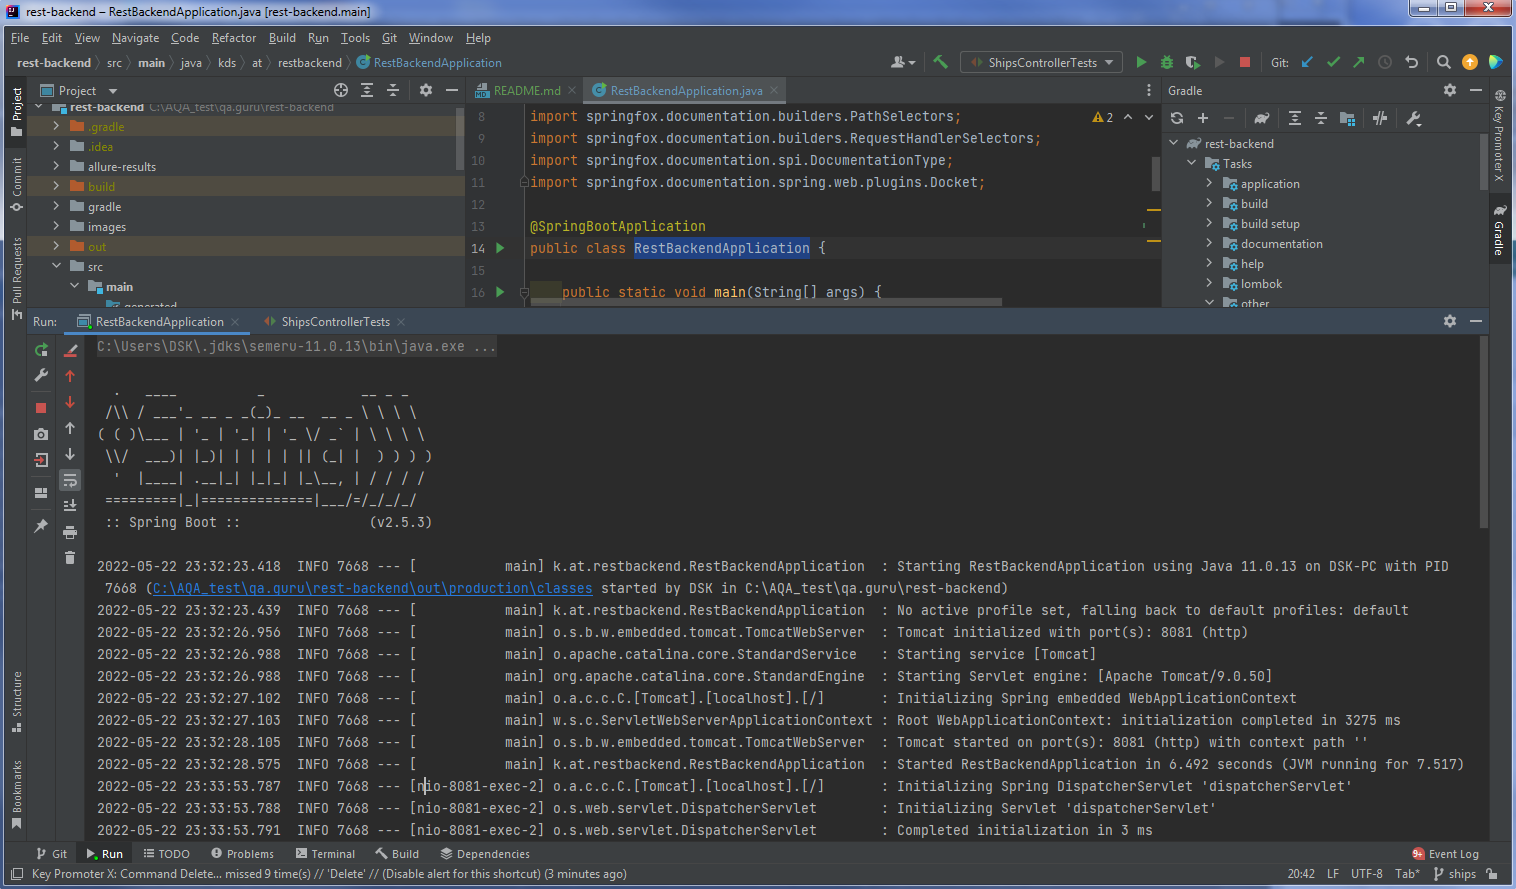 rest-backend – RestBackendApplication.java [rest-backend.main]
File Edit View Navigate Code Refactor Build Run Tools Git Window Help
rest-backend src main java kds at restbackend RestBackendApplication
ShipsControllerTests
Git:
Project
README.md
RestBackendApplication.java
Gradle
rest-backend C:\AQA_test\qa.guru\rest-backend
.gradle
.idea
allure-results
build
gradle
images
out
src
main
generated
8 import springfox.documentation.builders.PathSelectors;
9 import springfox.documentation.builders.RequestHandlerSelectors;
10 import springfox.documentation.spi.DocumentationType;
11 import springfox.documentation.spring.web.plugins.Docket;
12
13 @SpringBootApplication
14 public class RestBackendApplication {
15
16 public static void main(String[] args) {
2
rest-backend
Tasks
application
build
build setup
documentation
help
lombok
other
Project
Commit
Pull Requests
Structure
Bookmarks
Key Promoter X
Gradle
Run: RestBackendApplication ShipsControllerTests
C:\Users\DSK\.jdks\semeru-11.0.13\bin\java.exe ...
  .   ____          _            __ _ _
 /\\ / ___'_ __ _ _(_)_ __  __ _ \ \ \ \
( ( )\___ | '_ | '_| | '_ \/ _` | \ \ \ \
 \\/  ___)| |_)| | | | | || (_| |  ) ) ) )
  '  |____| .__|_| |_|_| |_\__, | / / / /
 =========|_|==============|___/=/_/_/_/
 :: Spring Boot ::                (v2.5.3)
2022-05-22 23:32:23.418  INFO 7668 --- [           main] k.at.restbackend.RestBackendApplication  : Starting RestBackendApplication using Java 11.0.13 on DSK-PC with PID
7668 (C:\AQA_test\qa.guru\rest-backend\out\production\classes started by DSK in C:\AQA_test\qa.guru\rest-backend)
2022-05-22 23:32:23.439  INFO 7668 --- [           main] k.at.restbackend.RestBackendApplication  : No active profile set, falling back to default profiles: default
2022-05-22 23:32:26.956  INFO 7668 --- [           main] o.s.b.w.embedded.tomcat.TomcatWebServer  : Tomcat initialized with port(s): 8081 (http)
2022-05-22 23:32:26.988  INFO 7668 --- [           main] o.apache.catalina.core.StandardService   : Starting service [Tomcat]
2022-05-22 23:32:26.988  INFO 7668 --- [           main] org.apache.catalina.core.StandardEngine  : Starting Servlet engine: [Apache Tomcat/9.0.50]
2022-05-22 23:32:27.102  INFO 7668 --- [           main] o.a.c.c.C.[Tomcat].[localhost].[/]       : Initializing Spring embedded WebApplicationContext
2022-05-22 23:32:27.103  INFO 7668 --- [           main] w.s.c.ServletWebServerApplicationContext : Root WebApplicationContext: initialization completed in 3275 ms
2022-05-22 23:32:28.105  INFO 7668 --- [           main] o.s.b.w.embedded.tomcat.TomcatWebServer  : Tomcat started on port(s): 8081 (http) with context path ''
2022-05-22 23:32:28.575  INFO 7668 --- [           main] k.at.restbackend.RestBackendApplication  : Started RestBackendApplication in 6.492 seconds (JVM running for 7.517)
2022-05-22 23:33:53.787  INFO 7668 --- [nio-8081-exec-2] o.a.c.c.C.[Tomcat].[localhost].[/]       : Initializing Spring DispatcherServlet 'dispatcherServlet'
2022-05-22 23:33:53.788  INFO 7668 --- [nio-8081-exec-2] o.s.web.servlet.DispatcherServlet        : Initializing Servlet 'dispatcherServlet'
2022-05-22 23:33:53.791  INFO 7668 --- [nio-8081-exec-2] o.s.web.servlet.DispatcherServlet        : Completed initialization in 3 ms
Git Run TODO Problems Terminal Build Dependencies 9+ Event Log
Key Promoter X: Command Delete... missed 9 time(s) // 'Delete' // (Disable alert for this shortcut) (3 minutes ago) 20:42 LF UTF-8 Tab* ships